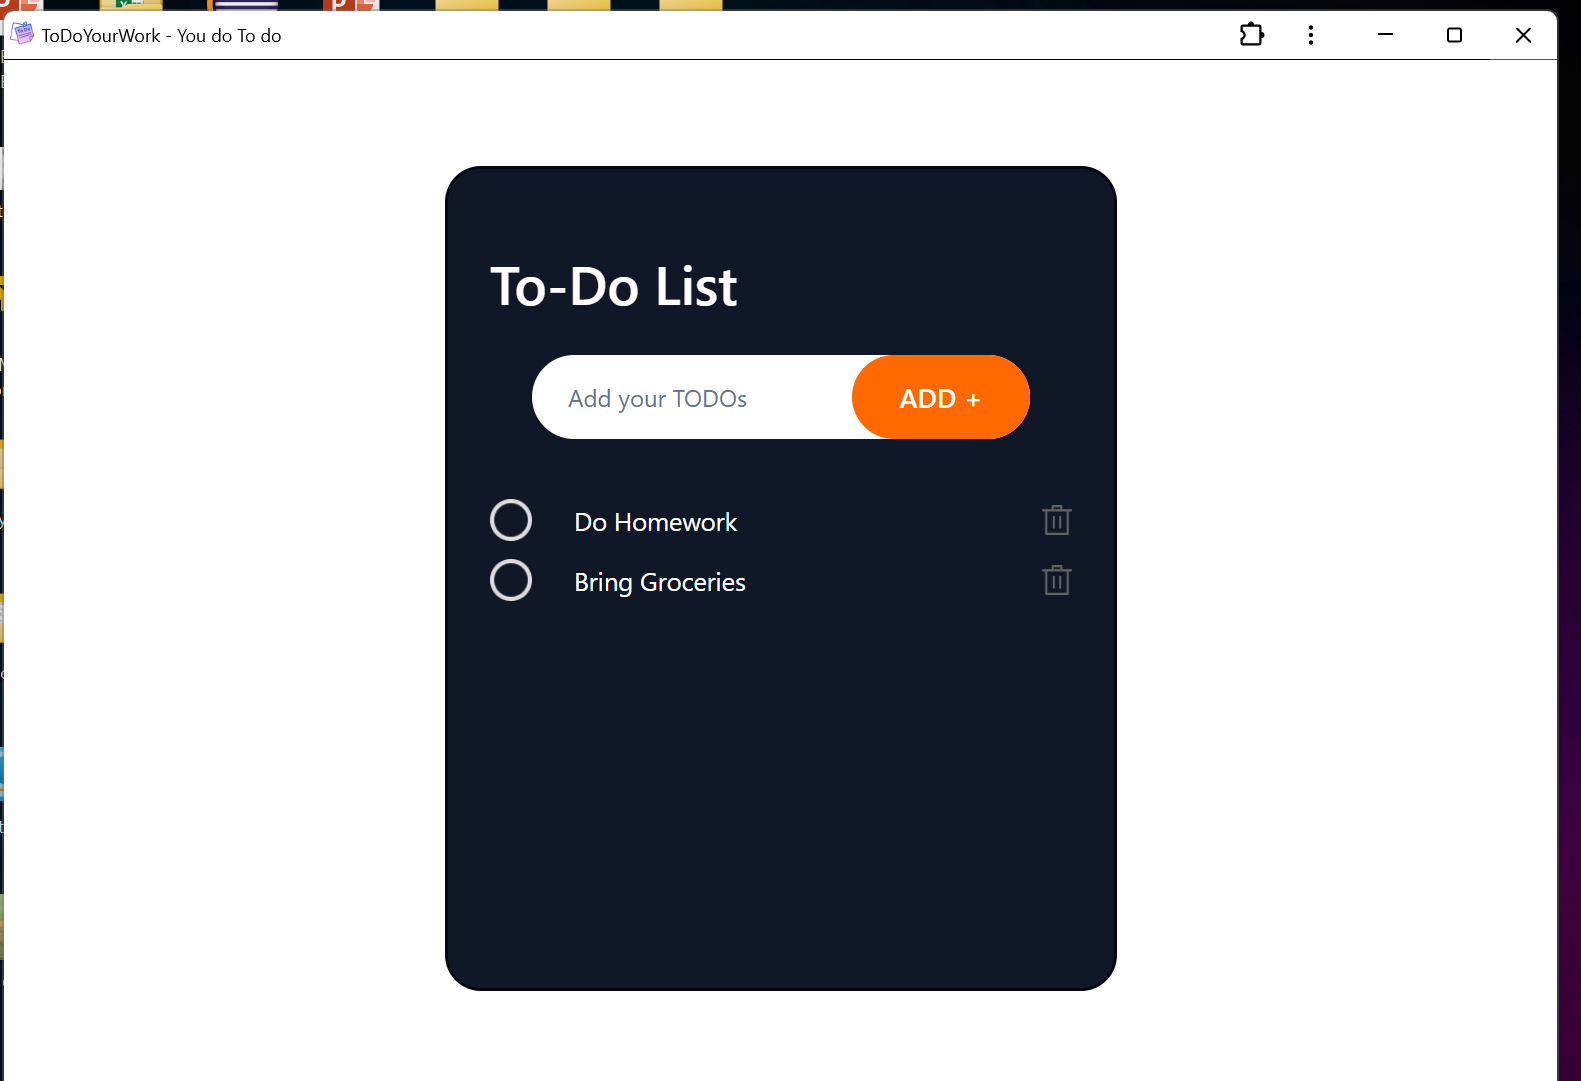 ToDoYourWork - You do To do
To-Do List
Add your TODOs
ADD +
Do Homework
Bring Groceries